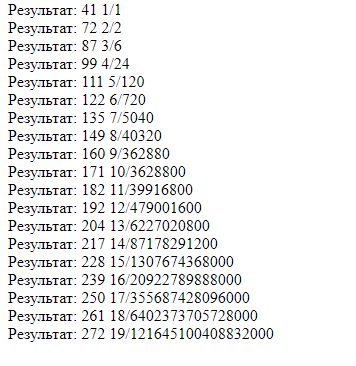 Результат: 41 1/1
Результат: 72 2/2
Результат: 87 3/6
Результат: 99 4/24
Результат: 111 5/120
Результат: 122 6/720
Результат: 135 7/5040
Результат: 149 8/40320
Результат: 160 9/362880
Результат: 171 10/3628800
Результат: 182 11/39916800
Результат: 192 12/479001600
Результат: 204 13/6227020800
Результат: 217 14/87178291200
Результат: 228 15/1307674368000
Результат: 239 16/20922789888000
Результат: 250 17/355687428096000
Результат: 261 18/6402373705728000
Результат: 272 19/121645100408832000